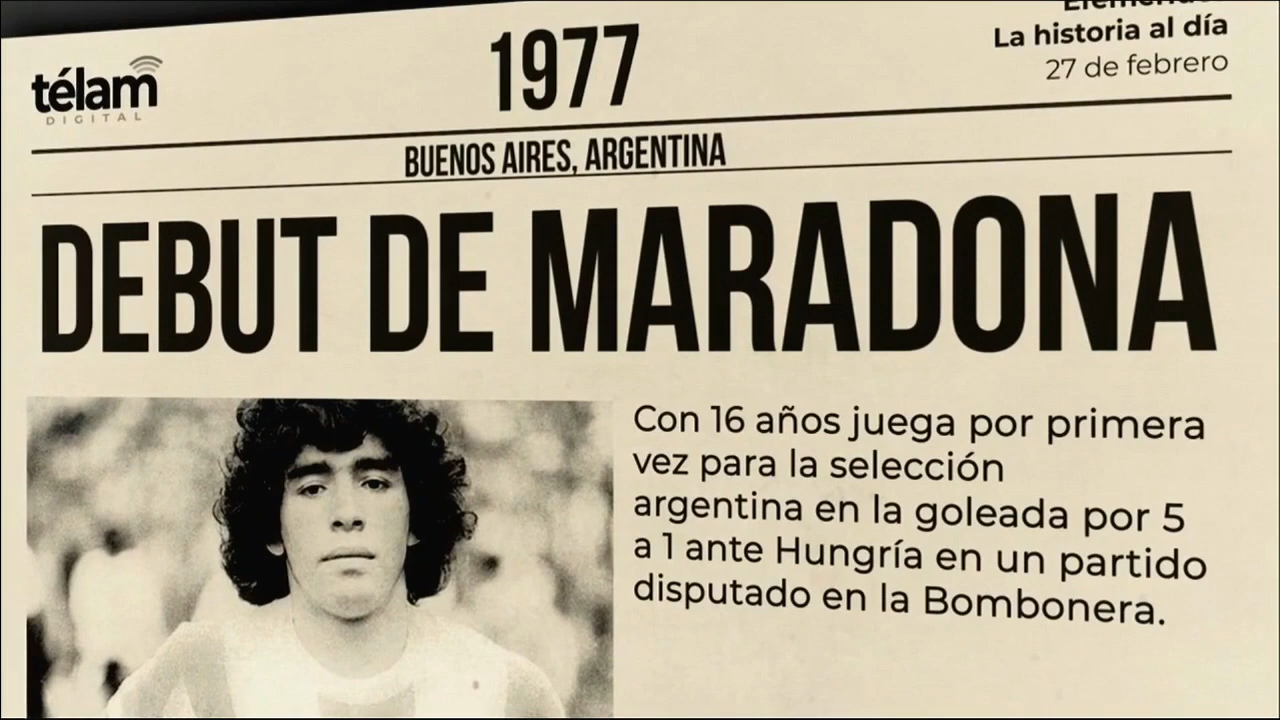 télam
DIGITAL
1977
Efemérides
La historia al día
27 de febrero
BUENOS AIRES, ARGENTINA
DEBUT DE MARADONA
Con 16 años juega por primera
vez para la selección
argentina en la goleada por 5
a 1 ante Hungría en un partido
disputado en la Bombonera.